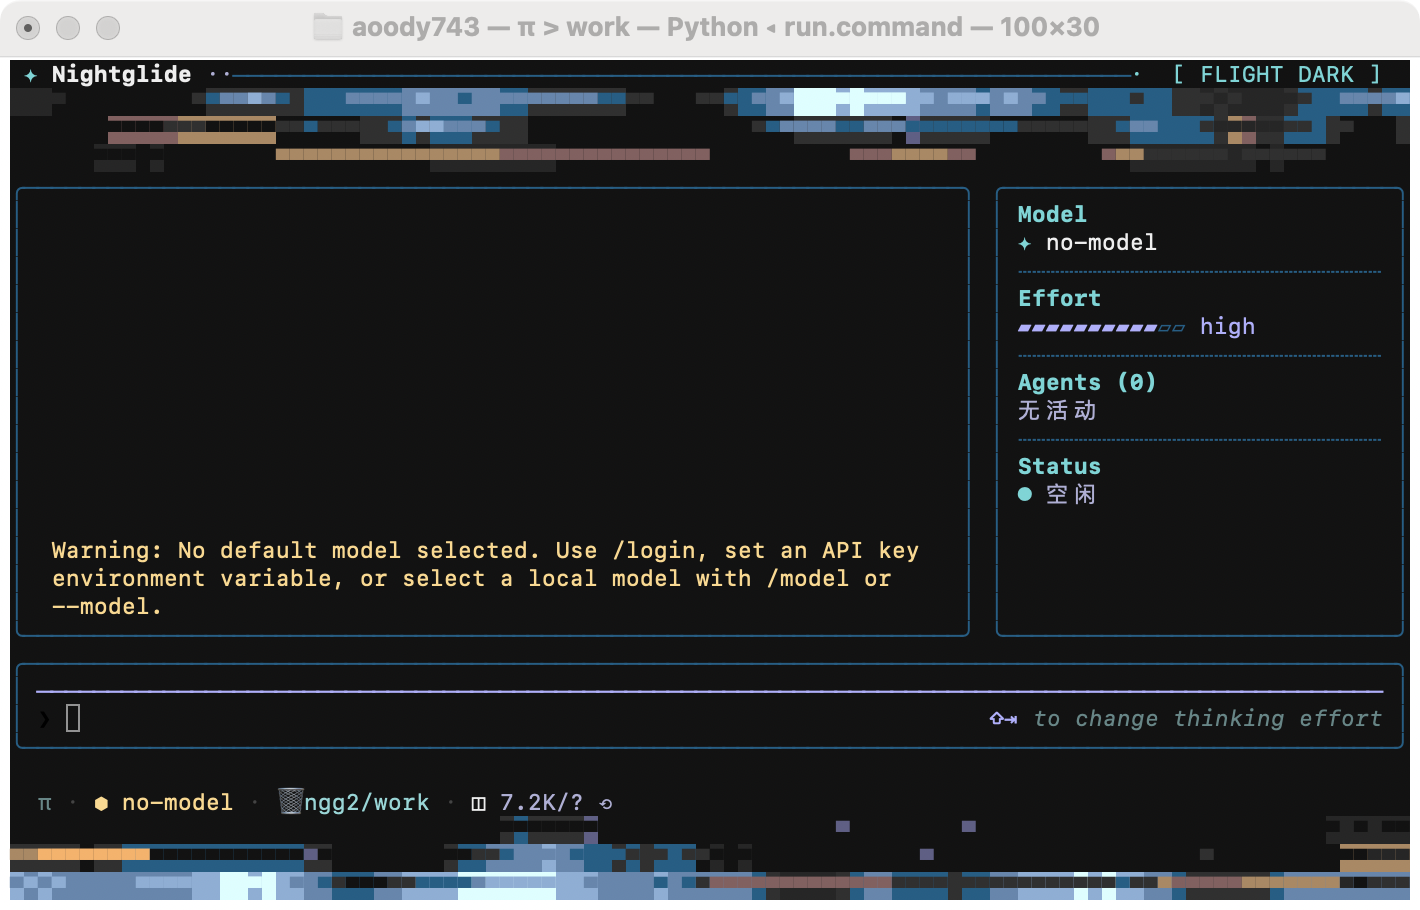 aoody743 — π > work — Python ◂ run.command — 100×30
✦ Nightglide
[ FLIGHT DARK ]
Warning: No default model selected. Use /login, set an API key
environment variable, or select a local model with /model or
--model.
Model
✦ no-model
Effort
▰▰▰▰▰▰▰▰▰▰▱▱ high
Agents (0)
无活动
Status
● 空闲
❯
⇧⇥ to change thinking effort
π · ⬢ no-model · 🗑ngg2/work · ◫ 7.2K/? ⟲